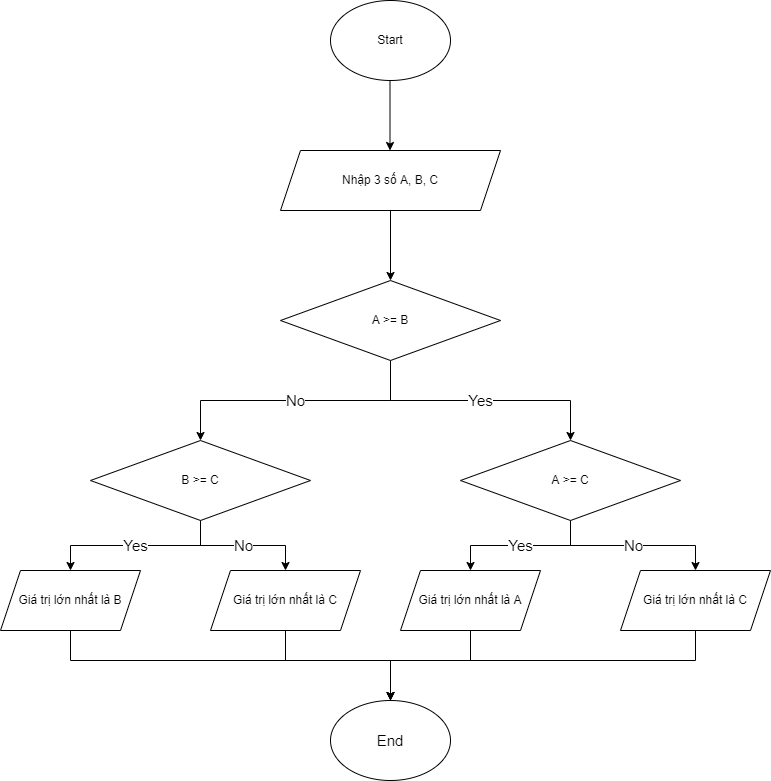 Start
Nhập 3 số A, B, C
A >= B
No
Yes
B >= C
A >= C
Yes
No
Yes
No
Giá trị lớn nhất là B
Giá trị lớn nhất là C
Giá trị lớn nhất là A
Giá trị lớn nhất là C
End